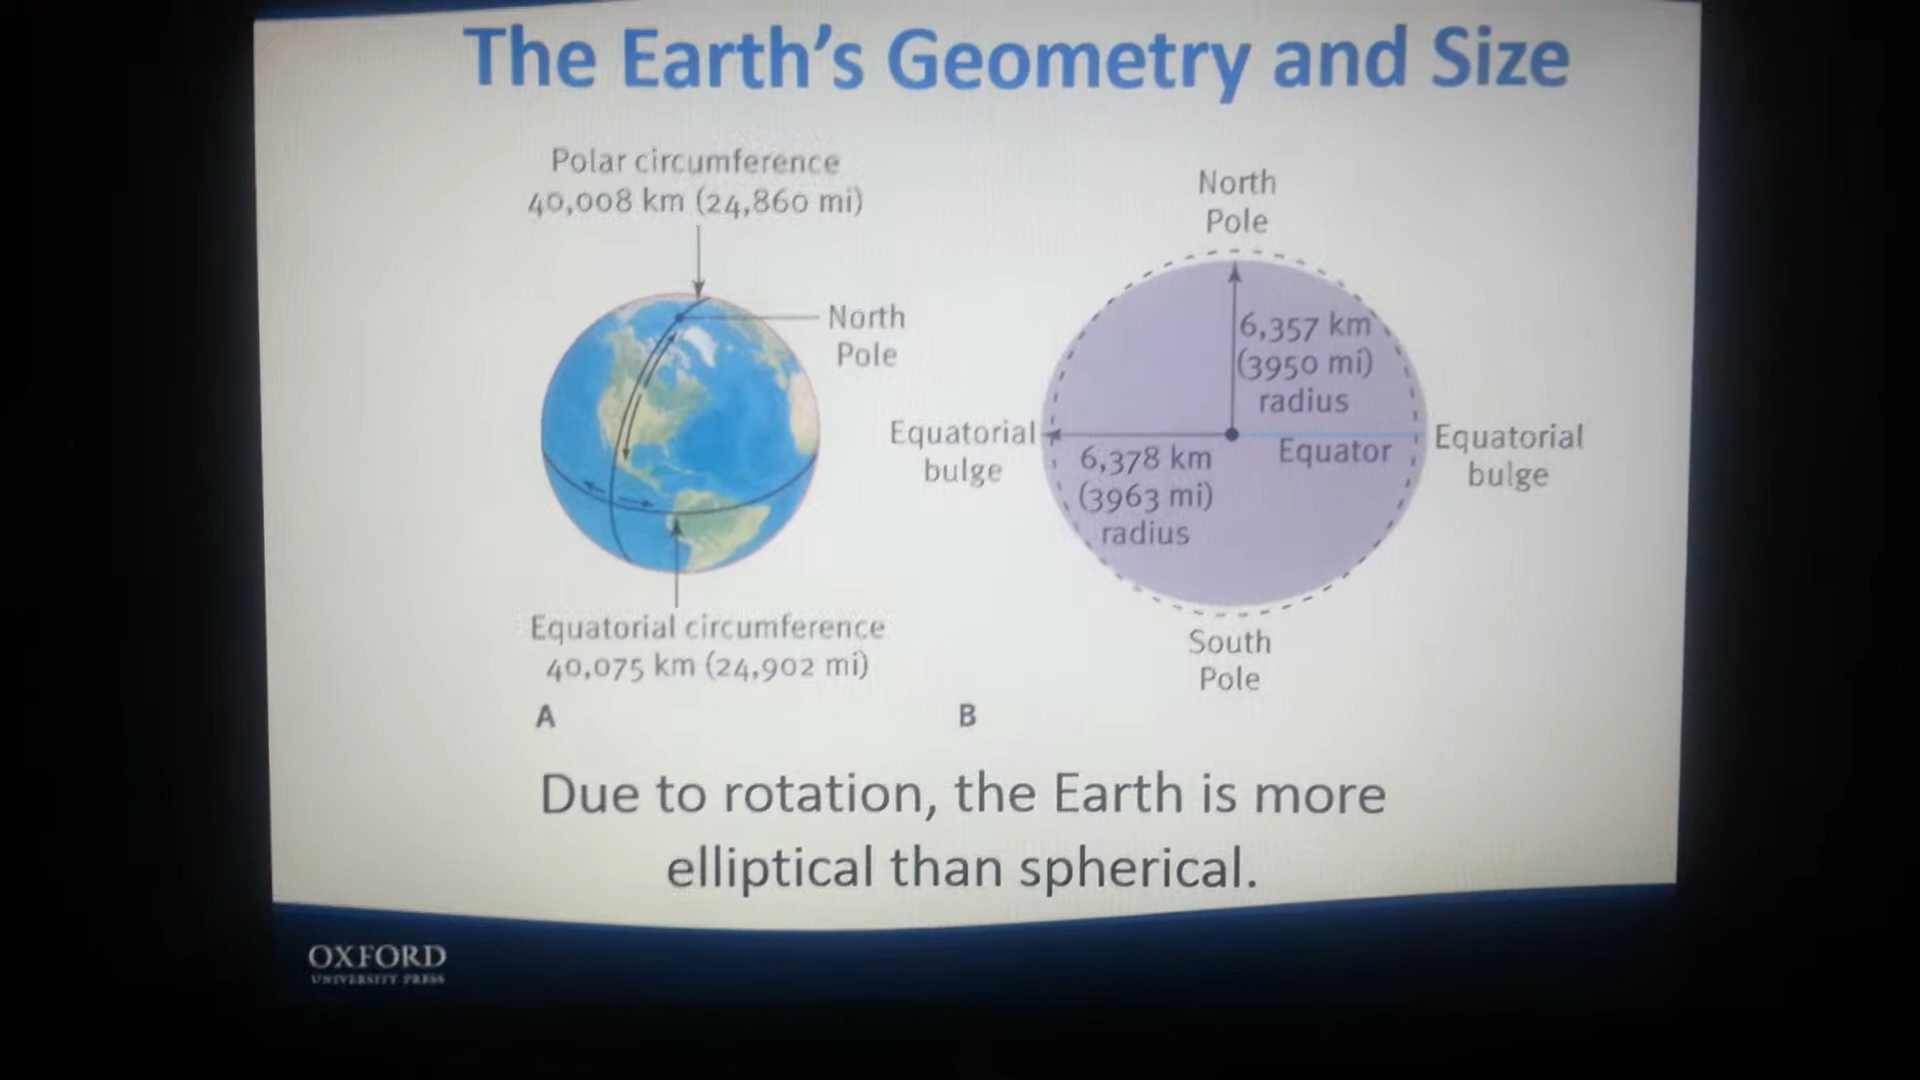 The Earth's Geometry and Size
Polar circumference
40,008 km (24,860 mi)
North
Pole
Equatorial circumference
40,075 km (24,902 mi)
A
North
Pole
6,357 km
(3950 mi)
radius
Equatorial
bulge
6,378 km
(3963 mi)
radius
Equator
Equatorial
bulge
South
Pole
B
Due to rotation, the Earth is more
elliptical than spherical.
OXFORD
UNIVERSITY PRESS